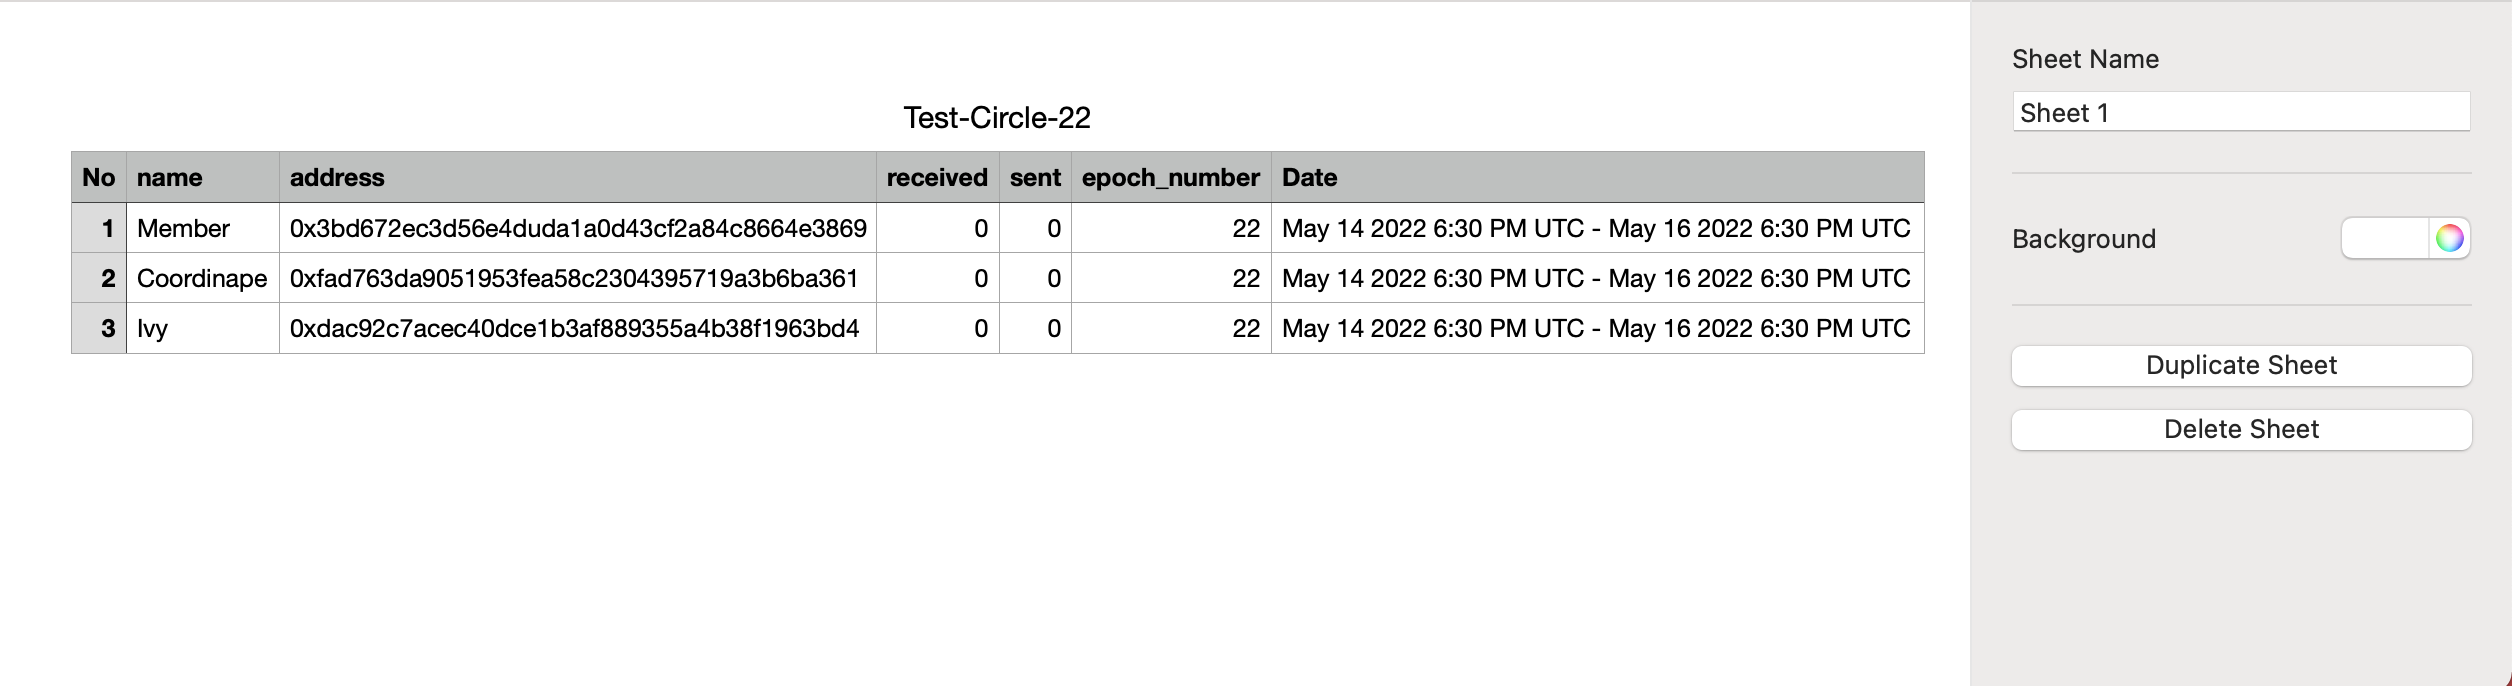 Test-Circle-22
No name address received sent epoch_number Date
1 Member 0x3bd672ec3d56e4duda1a0d43cf2a84c8664e3869 0 0 22 May 14 2022 6:30 PM UTC - May 16 2022 6:30 PM UTC
2 Coordinape 0xfad763da9051953fea58c2304395719a3b6ba361 0 0 22 May 14 2022 6:30 PM UTC - May 16 2022 6:30 PM UTC
3 Ivy 0xdac92c7acec40dce1b3af889355a4b38f1963bd4 0 0 22 May 14 2022 6:30 PM UTC - May 16 2022 6:30 PM UTC
Sheet Name
Sheet 1
Background
Duplicate Sheet
Delete Sheet